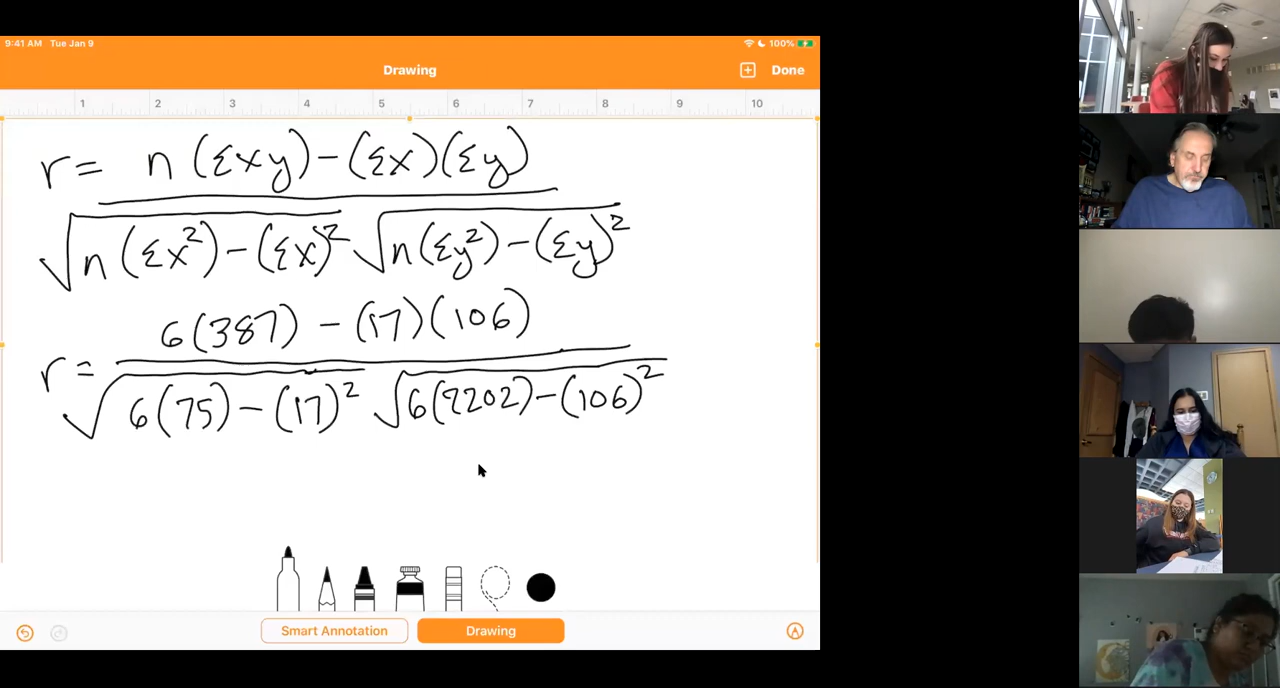 9:41 AM Tue Jan 9 100%
Drawing Done
1 2 3 4 5 6 7 8 9 10
r = n(Σxy) − (Σx)(Σy)
√n(Σx²) − (Σx)² √n(Σy²) − (Σy)²
6(387) − (17)(106)
r =
√6(75) − (17)² √6(2202) − (106)²
Smart Annotation Drawing